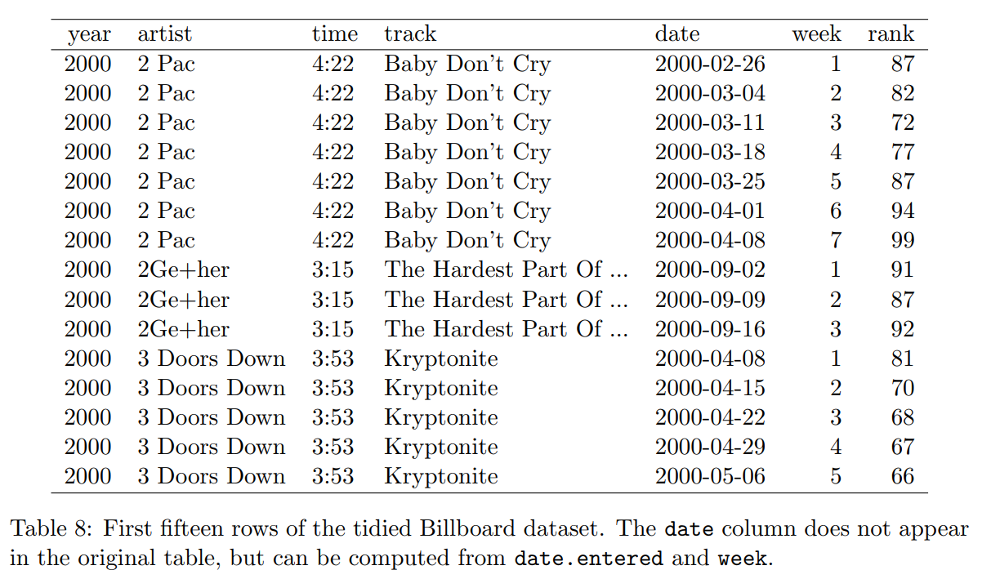 year artist time track date week rank
2000 2 Pac 4:22 Baby Don’t Cry 2000-02-26 1 87
2000 2 Pac 4:22 Baby Don’t Cry 2000-03-04 2 82
2000 2 Pac 4:22 Baby Don’t Cry 2000-03-11 3 72
2000 2 Pac 4:22 Baby Don’t Cry 2000-03-18 4 77
2000 2 Pac 4:22 Baby Don’t Cry 2000-03-25 5 87
2000 2 Pac 4:22 Baby Don’t Cry 2000-04-01 6 94
2000 2 Pac 4:22 Baby Don’t Cry 2000-04-08 7 99
2000 2Ge+her 3:15 The Hardest Part Of ... 2000-09-02 1 91
2000 2Ge+her 3:15 The Hardest Part Of ... 2000-09-09 2 87
2000 2Ge+her 3:15 The Hardest Part Of ... 2000-09-16 3 92
2000 3 Doors Down 3:53 Kryptonite 2000-04-08 1 81
2000 3 Doors Down 3:53 Kryptonite 2000-04-15 2 70
2000 3 Doors Down 3:53 Kryptonite 2000-04-22 3 68
2000 3 Doors Down 3:53 Kryptonite 2000-04-29 4 67
2000 3 Doors Down 3:53 Kryptonite 2000-05-06 5 66
Table 8: First fifteen rows of the tidied Billboard dataset. The date column does not appear
in the original table, but can be computed from date.entered and week.